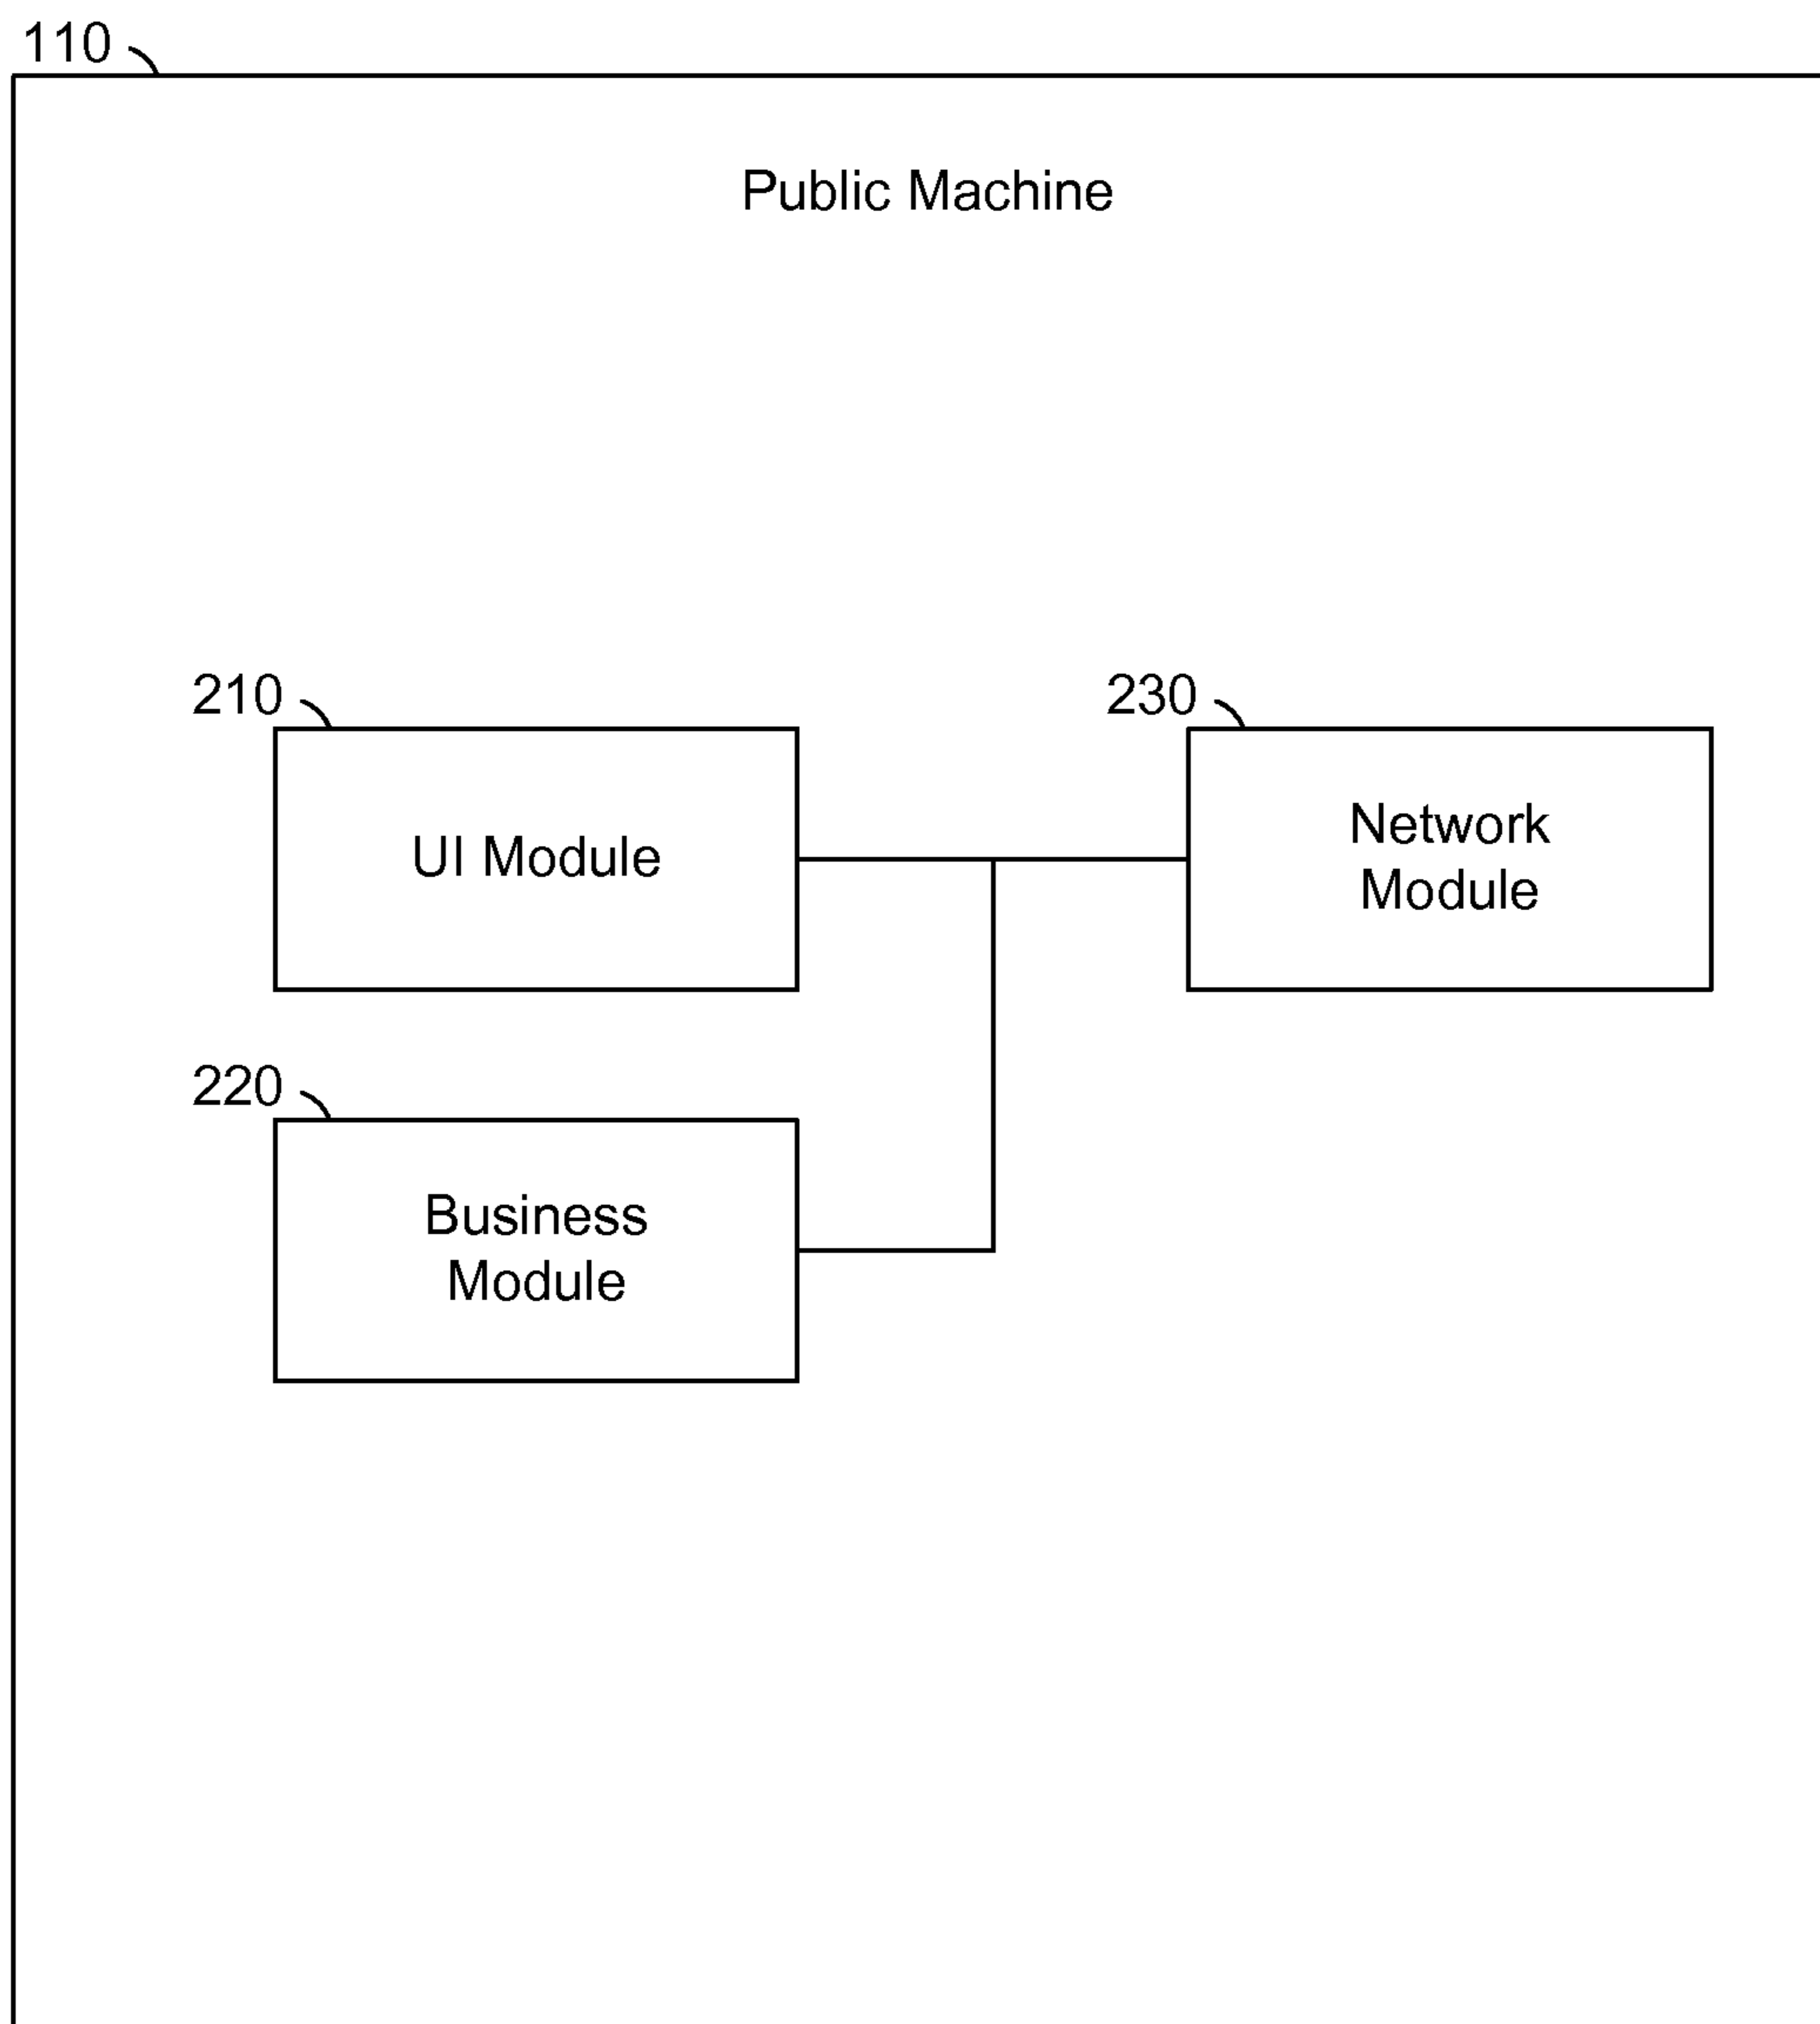 110
Public Machine
210
UI Module
230
Network
Module
220
Business
Module